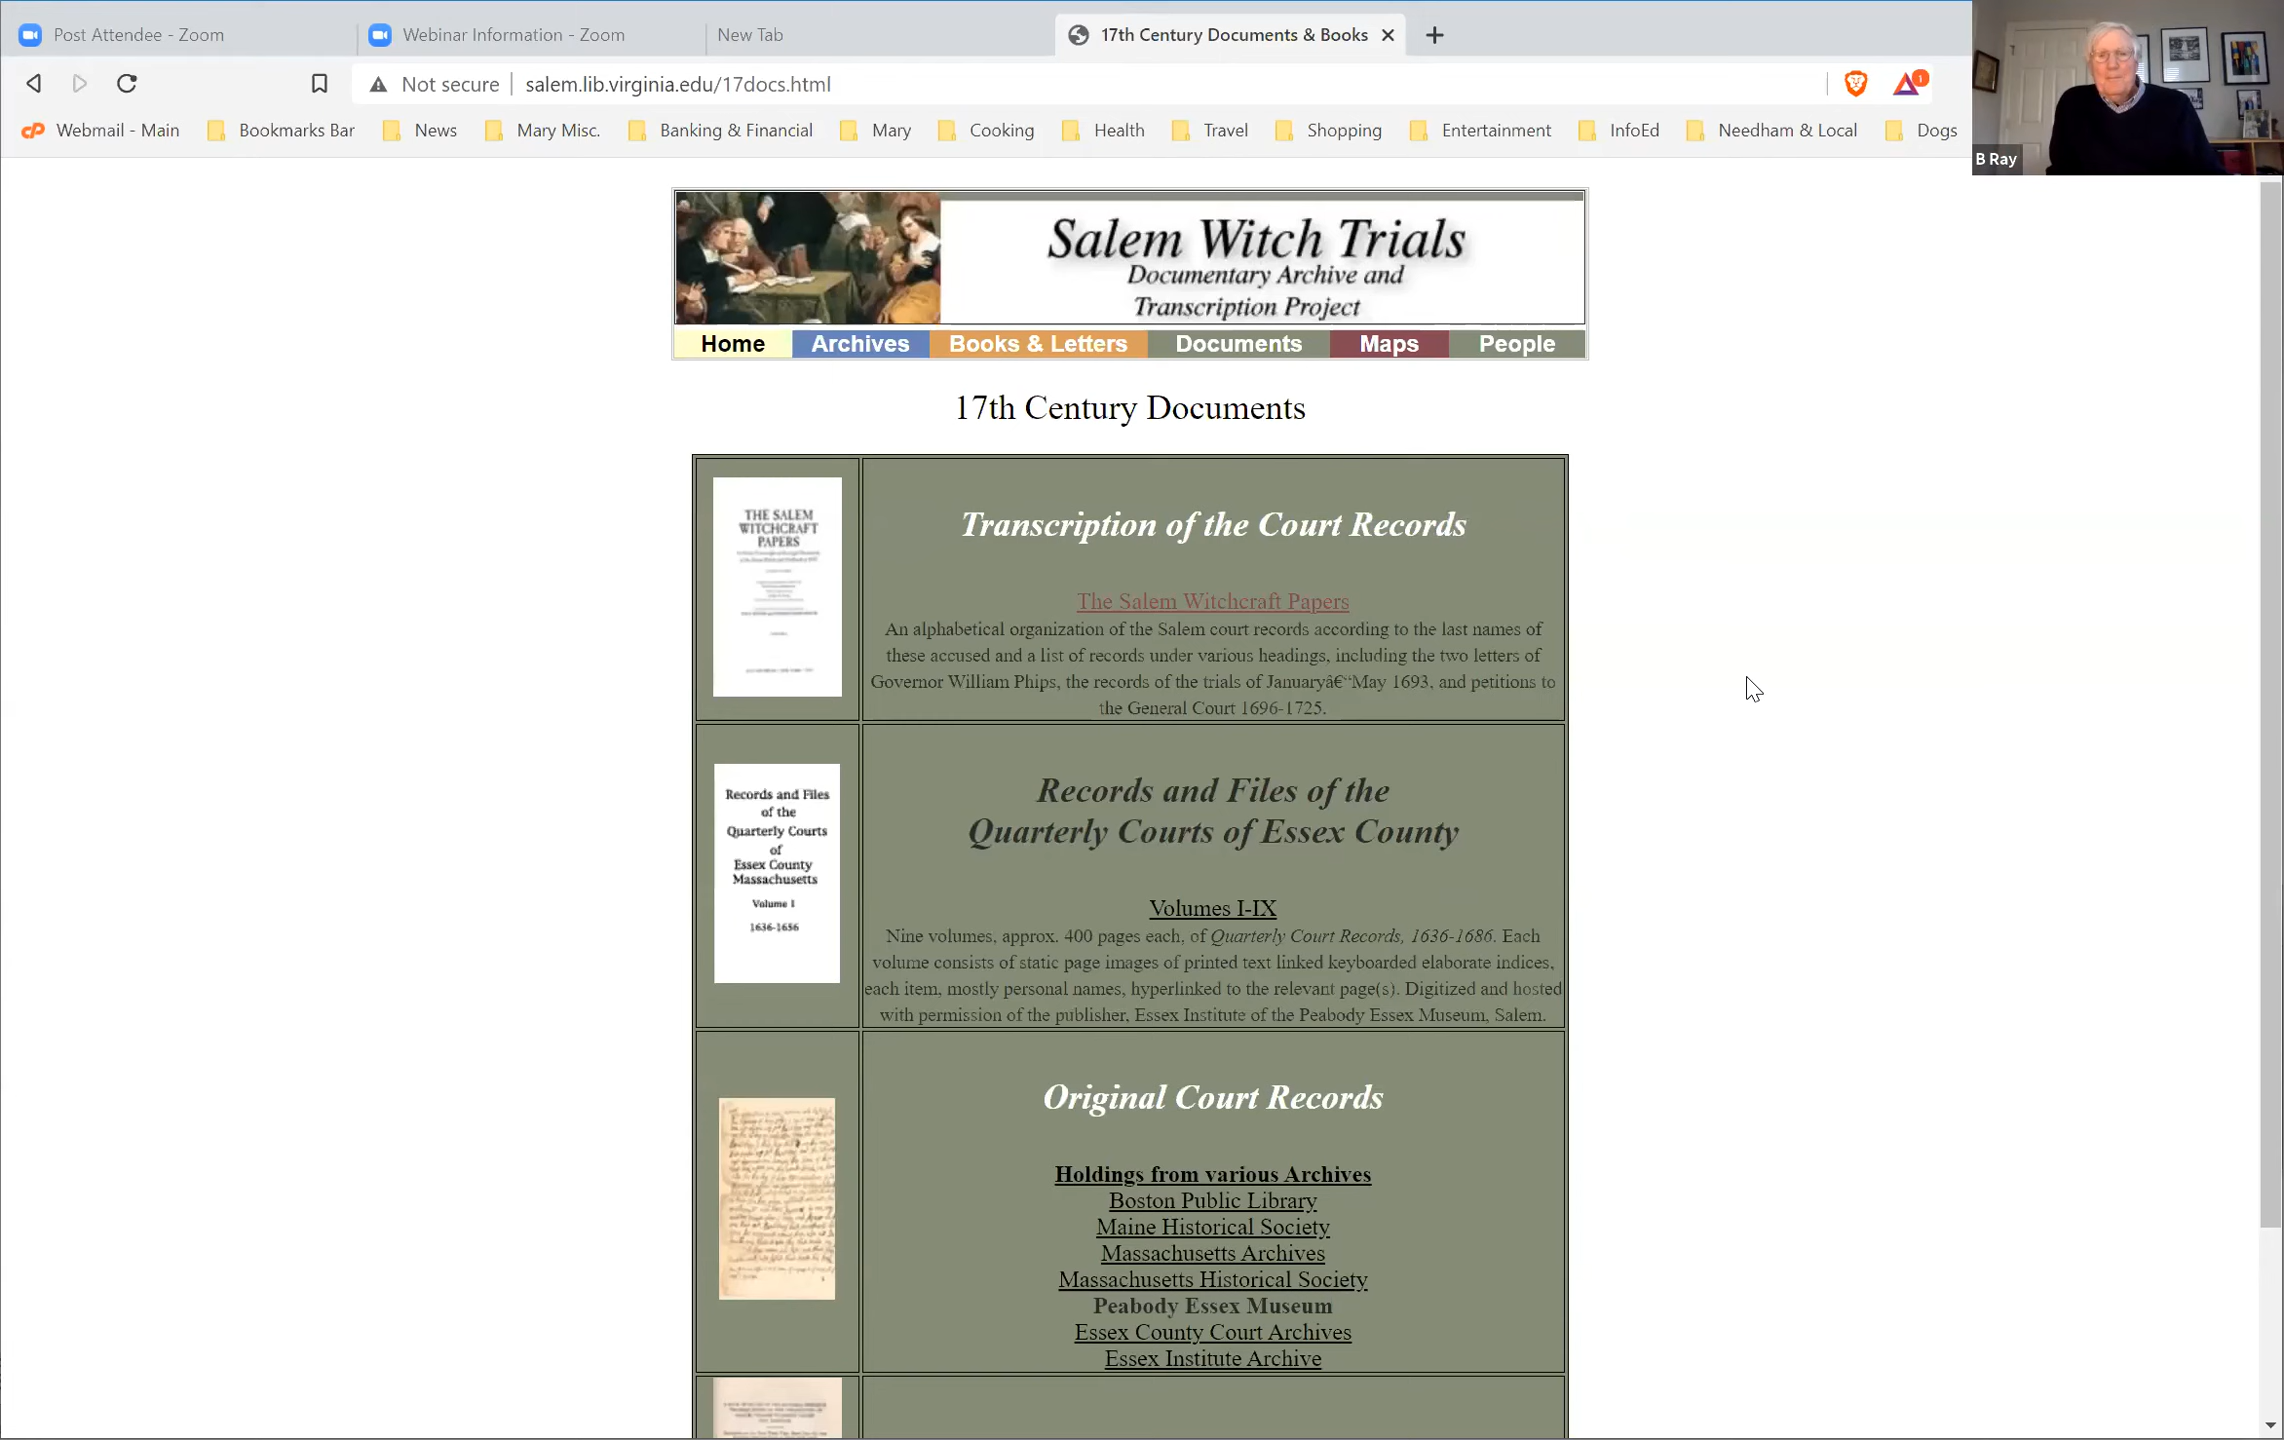 Post Attendee - Zoom
Webinar Information - Zoom
New Tab
17th Century Documents & Books
Not secure
salem.lib.virginia.edu/17docs.html
1
Webmail - Main
Bookmarks Bar
News
Mary Misc.
Banking & Financial
Mary
Cooking
Health
Travel
Shopping
Entertainment
InfoEd
Needham & Local
Dogs
B Ray
Salem Witch Trials
Documentary Archive and
Transcription Project
Home
Archives
Books & Letters
Documents
Maps
People
17th Century Documents
THE SALEM
WITCHCRAFT
PAPERS
Transcription of the Court Records
The Salem Witchcraft Papers
An alphabetical organization of the Salem court records according to the last names of
these accused and a list of records under various headings, including the two letters of
Governor William Phips, the records of the trials of Januaryâ€“May 1693, and petitions to
the General Court 1696-1725.
Records and Files
of the
Quarterly Courts
of
Essex County
Massachusetts
Volume 1
1636-1656
Records and Files of the
Quarterly Courts of Essex County
Volumes I-IX
Nine volumes, approx. 400 pages each, of Quarterly Court Records, 1636-1686. Each
volume consists of static page images of printed text linked keyboarded elaborate indices,
each item, mostly personal names, hyperlinked to the relevant page(s). Digitized and hosted
with permission of the publisher, Essex Institute of the Peabody Essex Museum, Salem.
Original Court Records
Holdings from various Archives
Boston Public Library
Maine Historical Society
Massachusetts Archives
Massachusetts Historical Society
Peabody Essex Museum
Essex County Court Archives
Essex Institute Archive